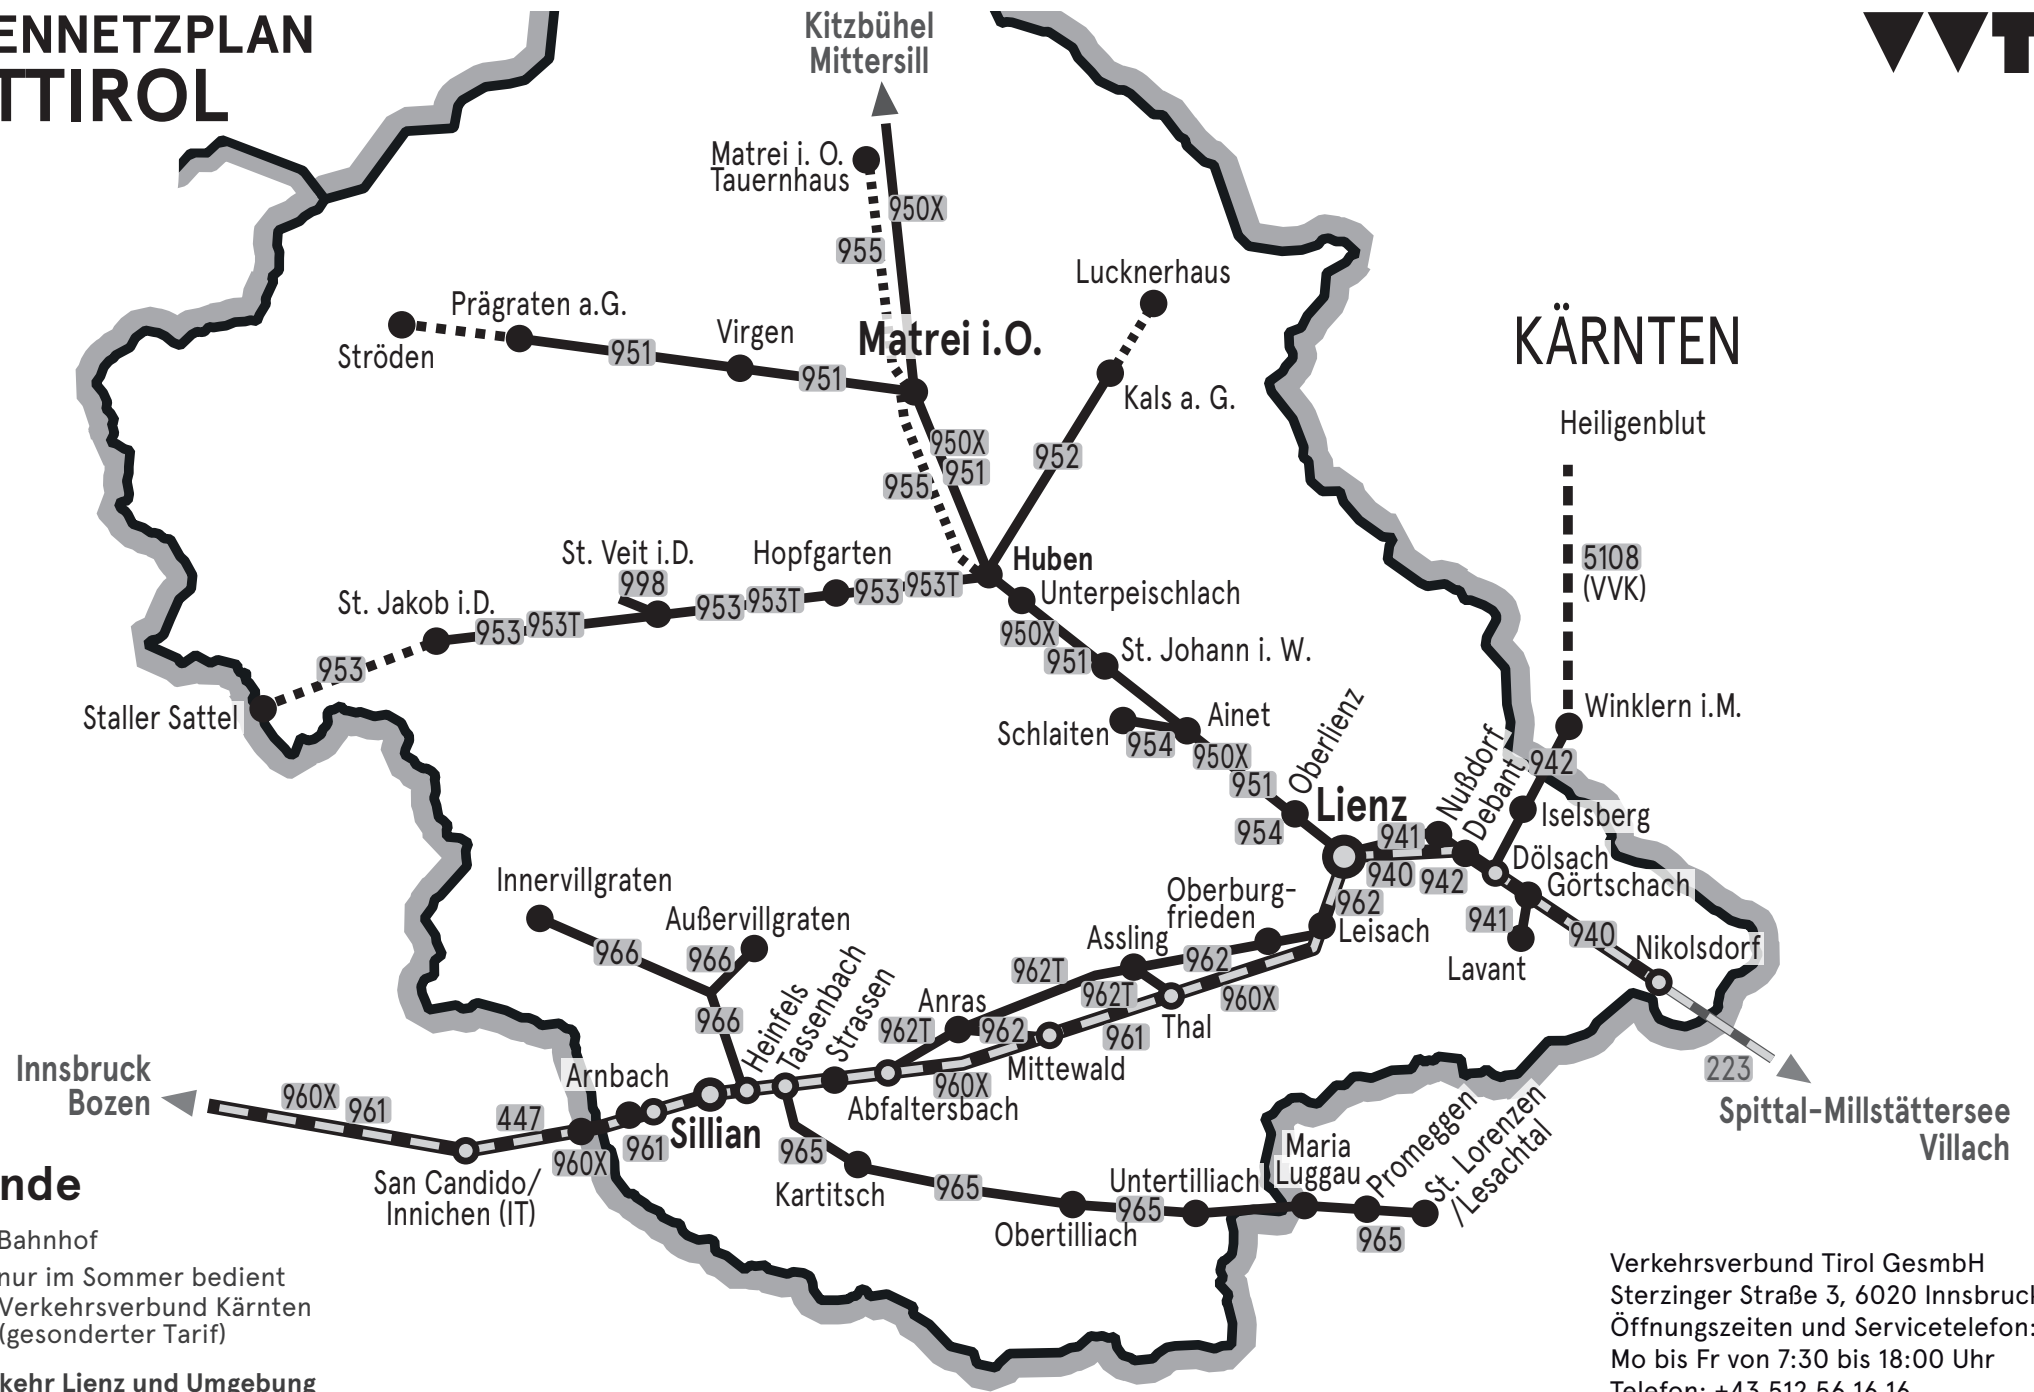 ENNETZPLAN
TTIROL
VVT
Kitzbühel
Mittersill
Matrei i. O.
Tauernhaus
950X
955
Lucknerhaus
Prägraten a.G.
Ströden
951
Virgen
951
Matrei i.O.
Kals a. G.
KÄRNTEN
Heiligenblut
950X
951
955
952
5108
(VVK)
St. Veit i.D.
998
Hopfgarten
Huben
St. Jakob i.D.
953 953T
953 953T
953 953T
Unterpeischlach
950X
951
St. Johann i. W.
953
Staller Sattel
Schlaiten
954
Ainet
950X
951
Oberlienz
954
Lienz
Nußdorf
Debant
Winklern i.M.
942
Iselsberg
941
940
942
Dölsach
Görtschach
941
Lavant
940
Nikolsdorf
Innervillgraten
Außervillgraten
966
966
966
Heinfels
Tassenbach
Strassen
Oberburg-
frieden
962
Leisach
Assling
962T
962
962T
960X
Anras
962T
962
961
Thal
Mittewald
960X
Abfaltersbach
Innsbruck
Bozen
960X
961
447
Arnbach
960X
961
Sillian
San Candido/
Innichen (IT)
965
Kartitsch
965
Obertilliach
Untertilliach
965
Maria
Luggau
Promeggen
St. Lorenzen
/Lesachtal
965
223
Spittal-Millstättersee
Villach
nde
Bahnhof
nur im Sommer bedient
Verkehrsverbund Kärnten
(gesonderter Tarif)
kehr Lienz und Umgebung
Verkehrsverbund Tirol GesmbH
Sterzinger Straße 3, 6020 Innsbruck
Öffnungszeiten und Servicetelefon:
Mo bis Fr von 7:30 bis 18:00 Uhr
Telefon: +43 512 56 16 16